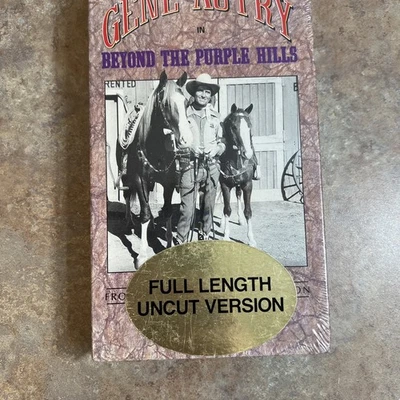 GENE AUTRY
IN
BEYOND THE PURPLE HILLS
RENTED
FULL LENGTH
UNCUT VERSION